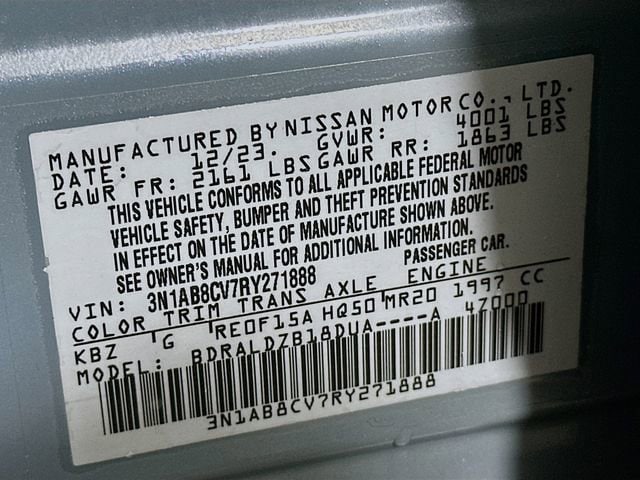 MANUFACTURED BY NISSAN MOTOR CO., LTD.
DATE: 12/23. GVWR: 4001 LBS
GAWR FR: 2161 LBS GAWR RR: 1863 LBS
THIS VEHICLE CONFORMS TO ALL APPLICABLE FEDERAL MOTOR
VEHICLE SAFETY, BUMPER AND THEFT PREVENTION STANDARDS
IN EFFECT ON THE DATE OF MANUFACTURE SHOWN ABOVE.
SEE OWNER'S MANUAL FOR ADDITIONAL INFORMATION.
VIN: 3N1AB8CV7RY271888 PASSENGER CAR.
COLOR TRIM TRANS AXLE ENGINE
KBZ G RE0F15A HQ50 MR20 1997 CC
MODEL: BDRALDZB18DUA----A 47000
3N1AB8CV7RY271888